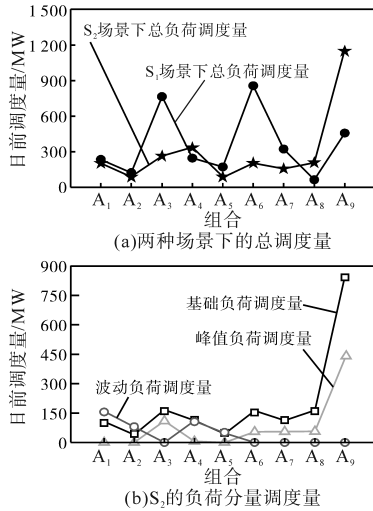 1 500
S₂场景下总负荷调度量
1 200
S₁场景下总负荷调度量
900
600
300
0
日前调度量/MW
A₁ A₂ A₃ A₄ A₅ A₆ A₇ A₈ A₉
组合
(a)两种场景下的总调度量
900
750
基础负荷调度量
600
峰值负荷调度量
450
300
波动负荷调度量
150
0
日前调度量/MW
A₁ A₂ A₃ A₄ A₅ A₆ A₇ A₈ A₉
组合
(b)S₂的负荷分量调度量